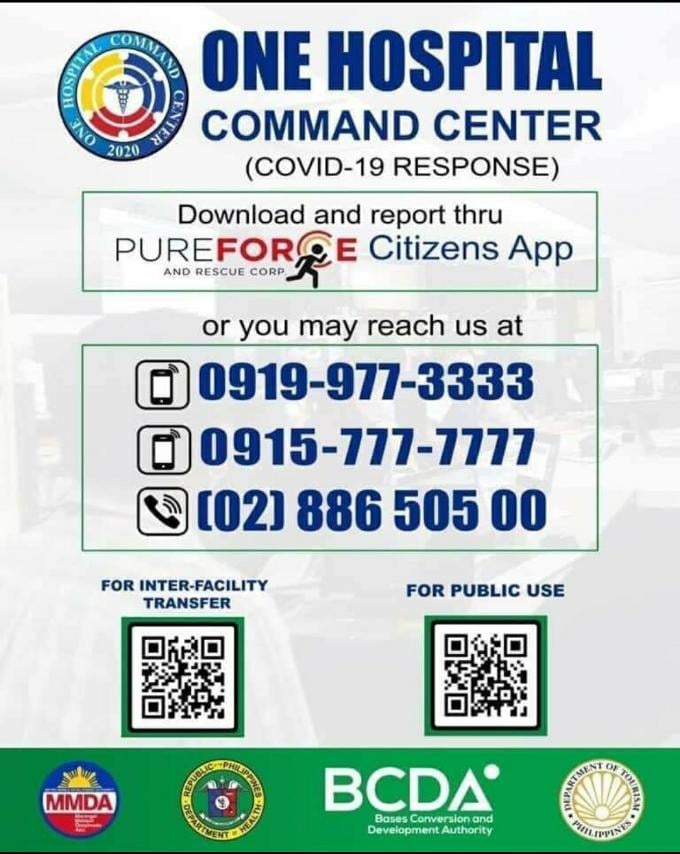 ONE HOSPITAL COMMAND CENTER
2020
ONE HOSPITAL
COMMAND CENTER
(COVID-19 RESPONSE)
Download and report thru
PUREFORCE Citizens App
AND RESCUE CORP.
or you may reach us at
0919-977-3333
0915-777-7777
(02) 886 505 00
FOR INTER-FACILITY
TRANSFER
FOR PUBLIC USE
MMDA
REPUBLIC PHILIPPINES
DEPARTMENT OF HEALTH
BCDA
Bases Conversion and
Development Authority
DEPARTMENT OF TOURISM
PHILIPPINES